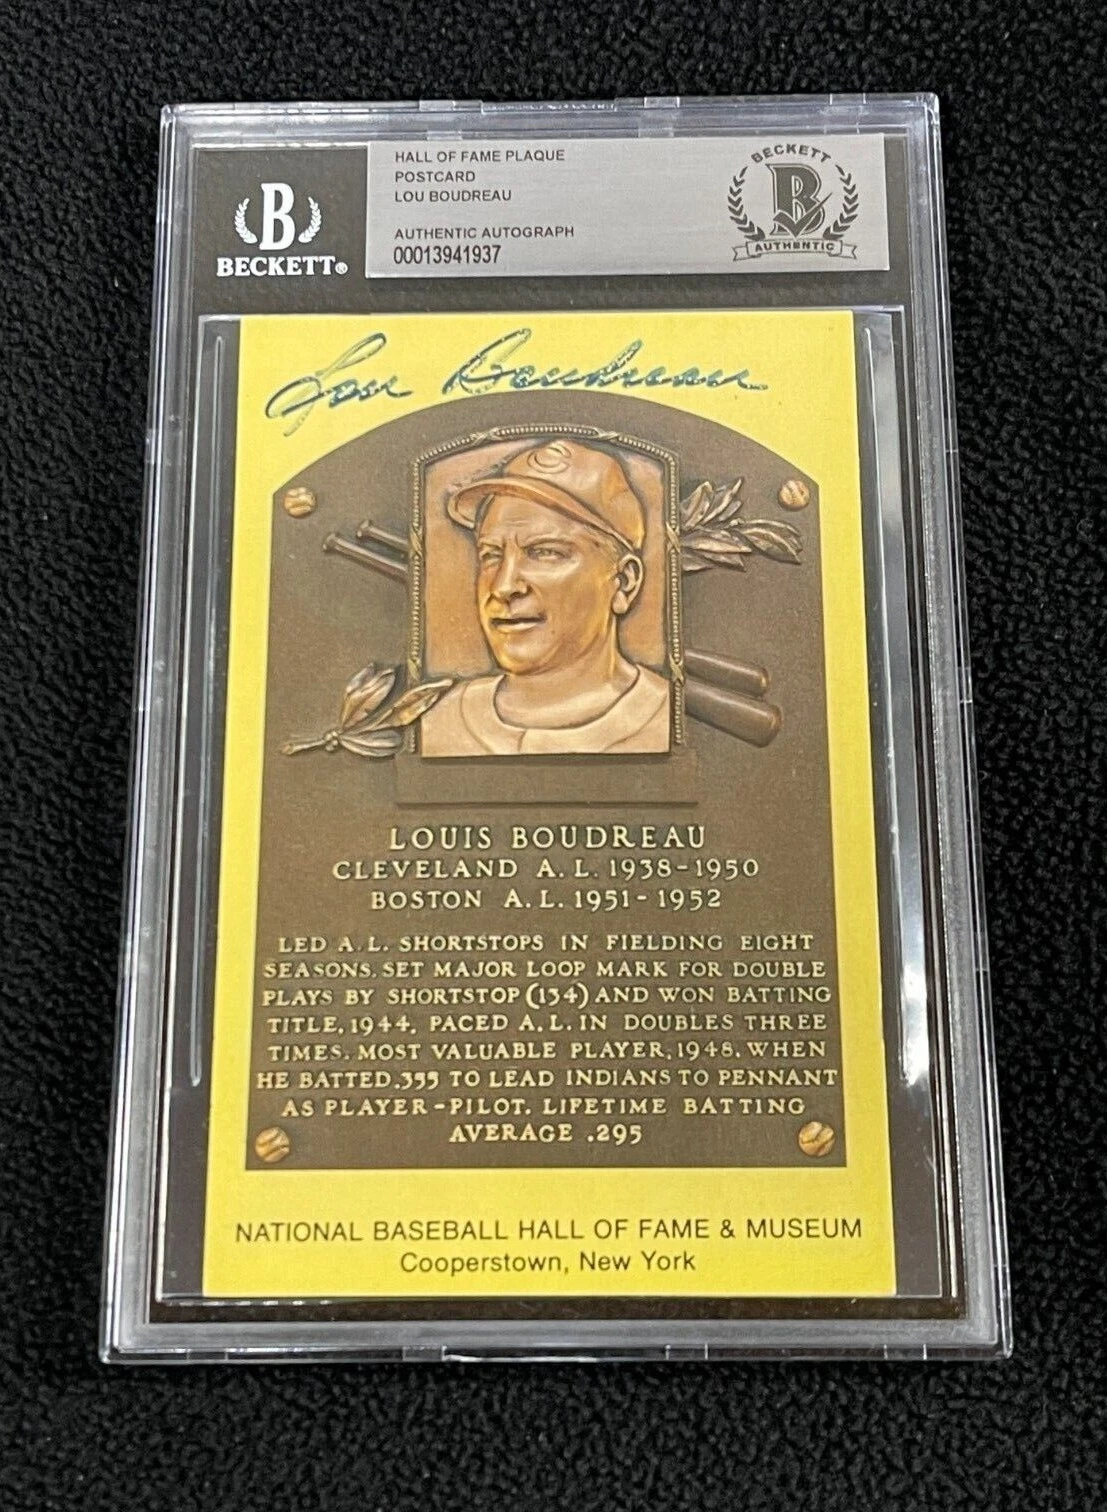 HALL OF FAME PLAQUE
POSTCARD
LOU BOUDREAU
AUTHENTIC AUTOGRAPH
00013941937
B
BECKETT®
BECKETT
B
AUTHENTIC
Lou Boudreau
C
LOUIS BOUDREAU
CLEVELAND A.L. 1938-1950
BOSTON A.L. 1951-1952
LED A.L. SHORTSTOPS IN FIELDING EIGHT
SEASONS. SET MAJOR LOOP MARK FOR DOUBLE
PLAYS BY SHORTSTOP (134) AND WON BATTING
TITLE, 1944. PACED A.L. IN DOUBLES THREE
TIMES. MOST VALUABLE PLAYER, 1948. WHEN
HE BATTED .355 TO LEAD INDIANS TO PENNANT
AS PLAYER-PILOT. LIFETIME BATTING
AVERAGE .295
NATIONAL BASEBALL HALL OF FAME & MUSEUM
Cooperstown, New York